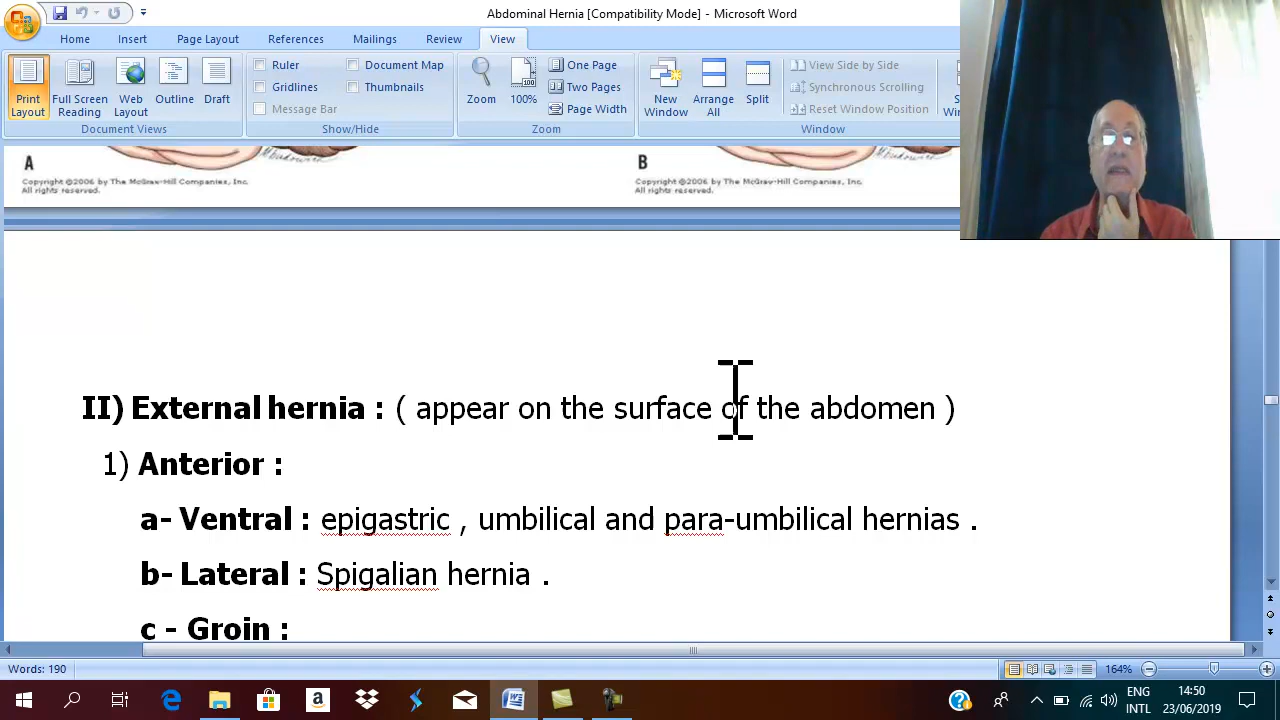 Abdominal Hernia [Compatibility Mode] - Microsoft Word
Home Insert Page Layout References Mailings Review View
Ruler Document Map One Page View Side by Side
Gridlines Thumbnails Two Pages Synchronous Scrolling
Message Bar Page Width Reset Window Position
Print Layout Full Screen Reading Web Layout Outline Draft Zoom 100% New Window Arrange All Split
Document Views Show/Hide Zoom Window
A B
Copyright ©2006 by The McGraw-Hill Companies, Inc. Copyright ©2006 by The McGraw-Hill Companies, Inc.
All rights reserved. All rights reserved.
II) External hernia : ( appear on the surface of the abdomen )
1) Anterior :
a- Ventral : epigastric , umbilical and para-umbilical hernias .
b- Lateral : Spigalian hernia .
c - Groin :
Words: 190 164%
ENG 14:50
INTL 23/06/2019